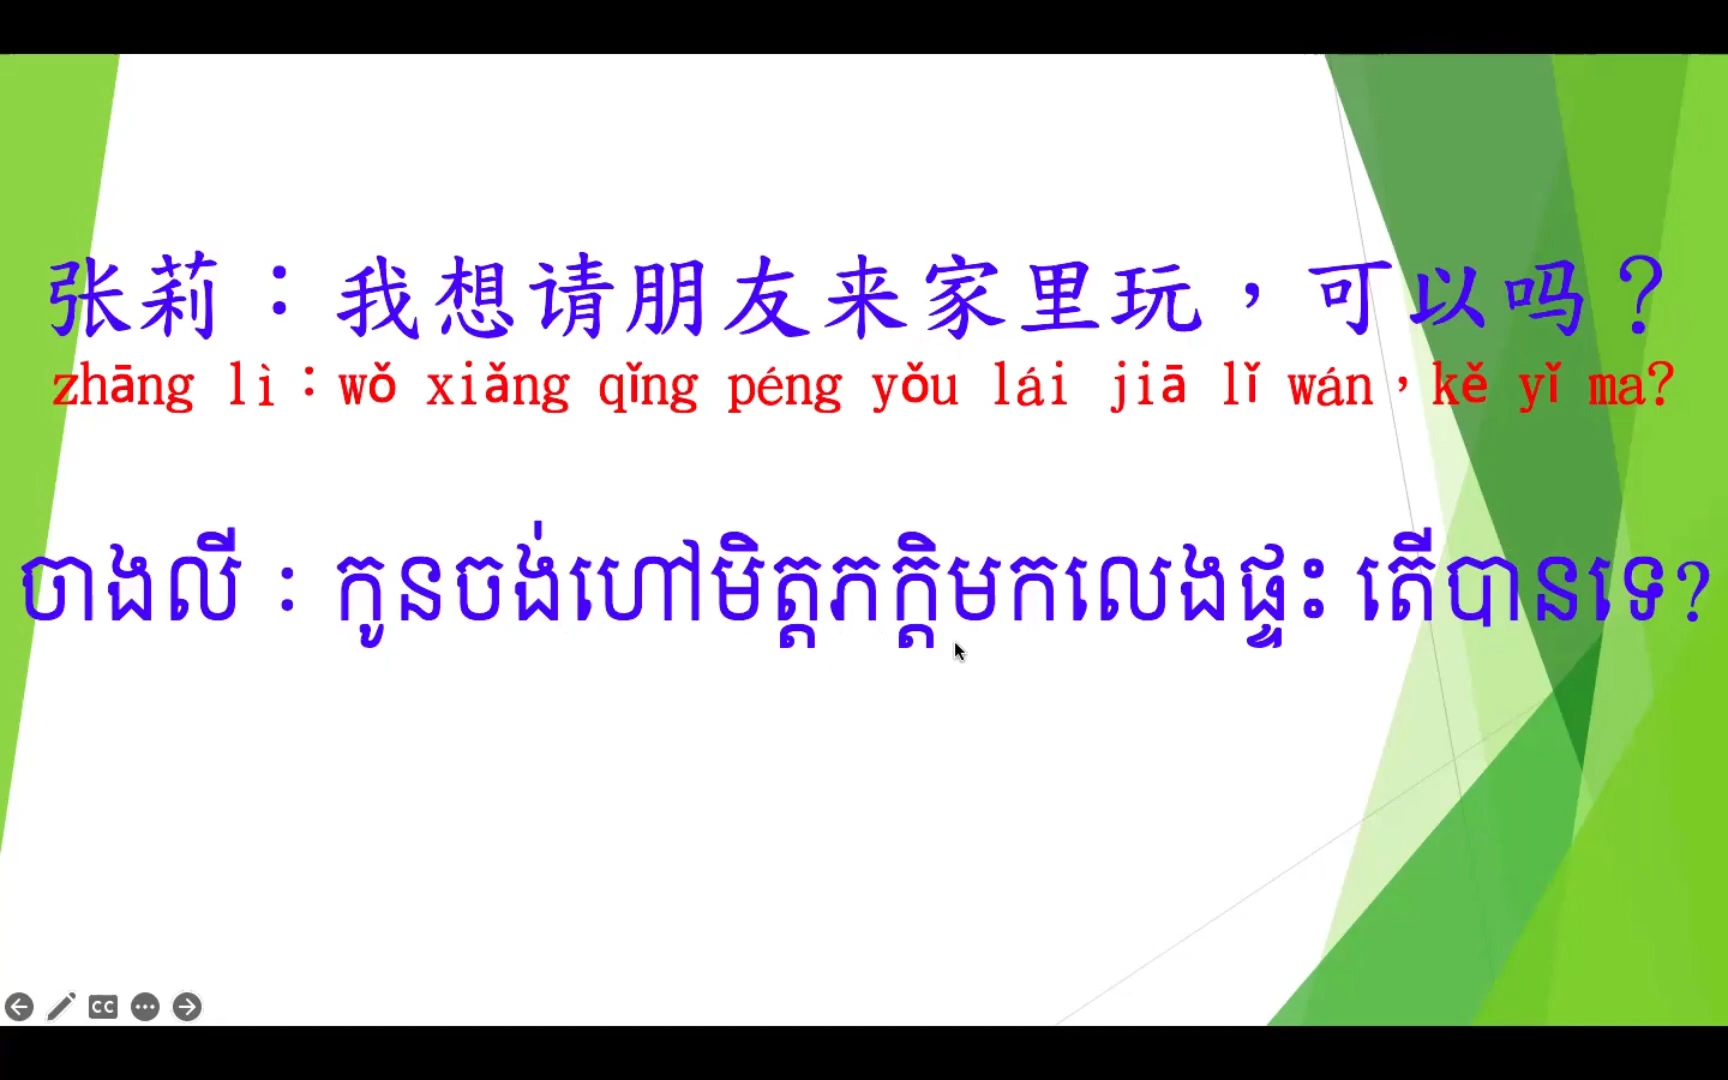 张莉：我想请朋友来家里玩，可以吗？
zhāng lì：wǒ xiǎng qǐng péng yǒu lái jiā lǐ wán，kě yǐ ma?
ចាងលី : កូនចង់ហៅមិត្តភក្តិមកលេងផ្ទះ តើបានទេ?
CC